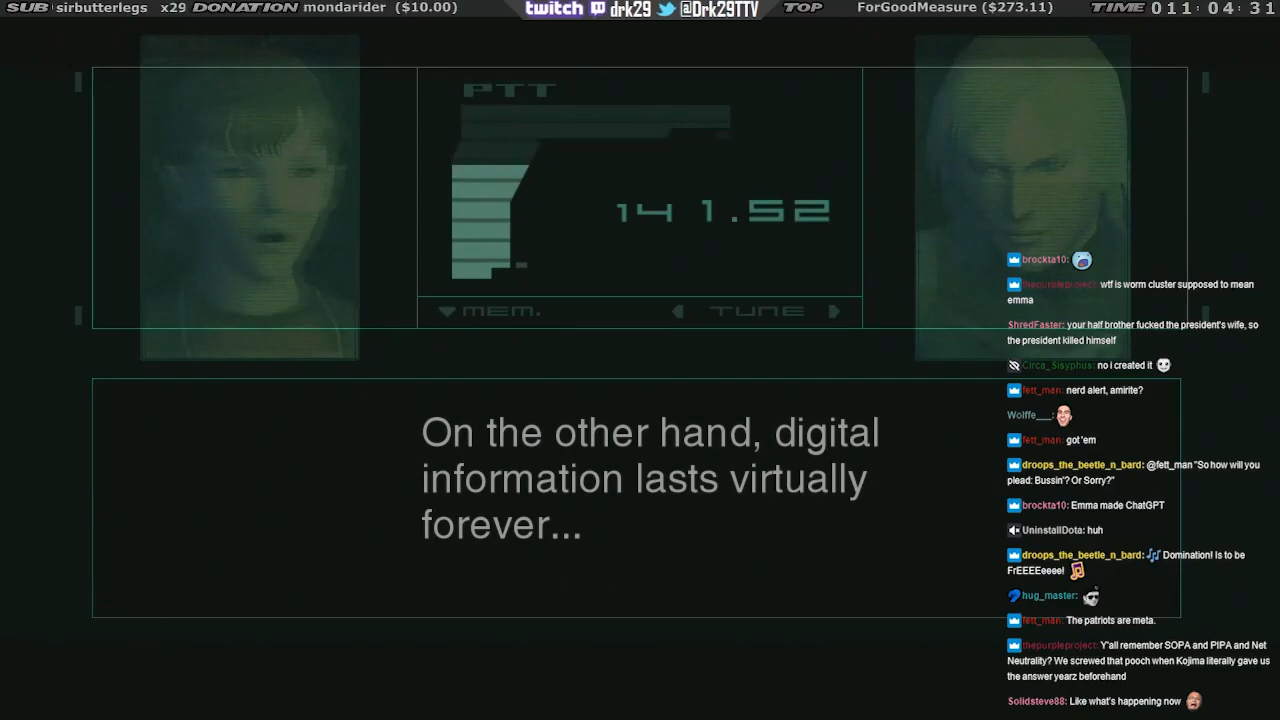 SUB sirbutterlegs x29 DONATION mondarider ($10.00) twitch drk29 @Drk29TTV TOP ForGoodMeasure ($273.11) TIME 011:04:31
PTT
141.52
MEM. TUNE
On the other hand, digital
information lasts virtually
forever...
brockta10:
thepurpleproject: wtf is worm cluster supposed to mean
emma
ShredFaster: your half brother fucked the president's wife, so
the president killed himself
Circa_Sisyphus: no i created it
fett_man: nerd alert, amirite?
Wolffe___:
fett_man: got 'em
droops_the_beetle_n_bard: @fett_man "So how will you
plead: Bussin'? Or Sorry?"
brockta10: Emma made ChatGPT
UninstallDota: huh
droops_the_beetle_n_bard: 🎶 Domination! Is to be
FrEEEEeeee!
hug_master:
fett_man: The patriots are meta.
thepurpleproject: Y'all remember SOPA and PIPA and Net
Neutrality? We screwed that pooch when Kojima literally gave us
the answer yearz beforehand
Solidsteve88: Like what's happening now